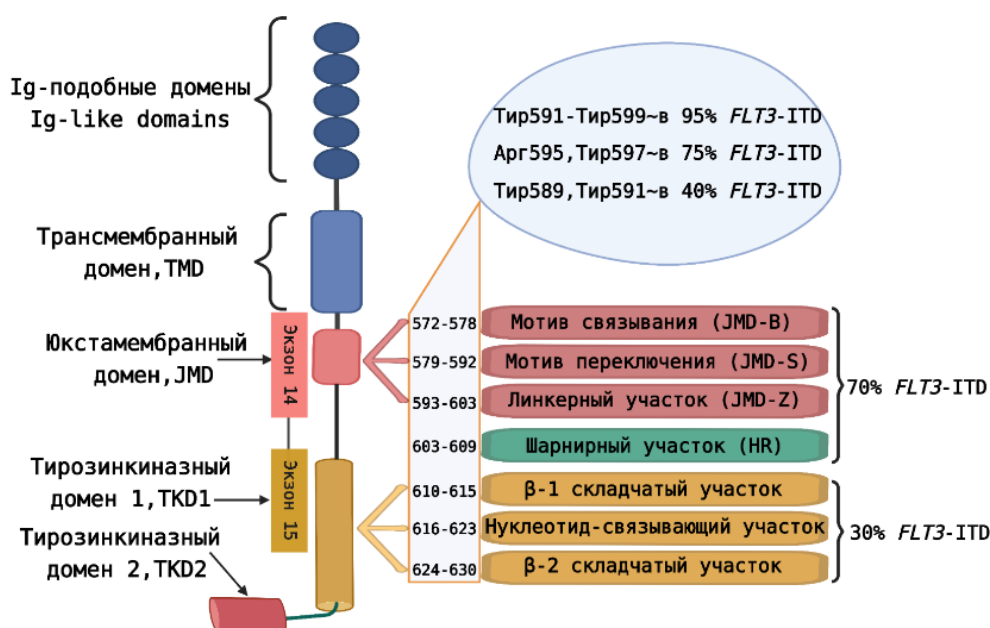 Ig-подобные домены
Ig-like domains
Тир591-Тир599~в 95% FLT3-ITD
Арг595,Тир597~в 75% FLT3-ITD
Тир589,Тир591~в 40% FLT3-ITD
Трансмембранный
домен,TMD
Юкстамембранный
домен,JMD
Экзон 14
572-578
Мотив связывания (JMD-B)
579-592
Мотив переключения (JMD-S)
593-603
Линкерный участок (JMD-Z)
603-609
Шарнирный участок (HR)
70% FLT3-ITD
Тирозинкиназный
домен 1,TKD1
Экзон 15
610-615
β-1 складчатый участок
616-623
Нуклеотид-связывающий участок
624-630
β-2 складчатый участок
30% FLT3-ITD
Тирозинкиназный
домен 2,TKD2